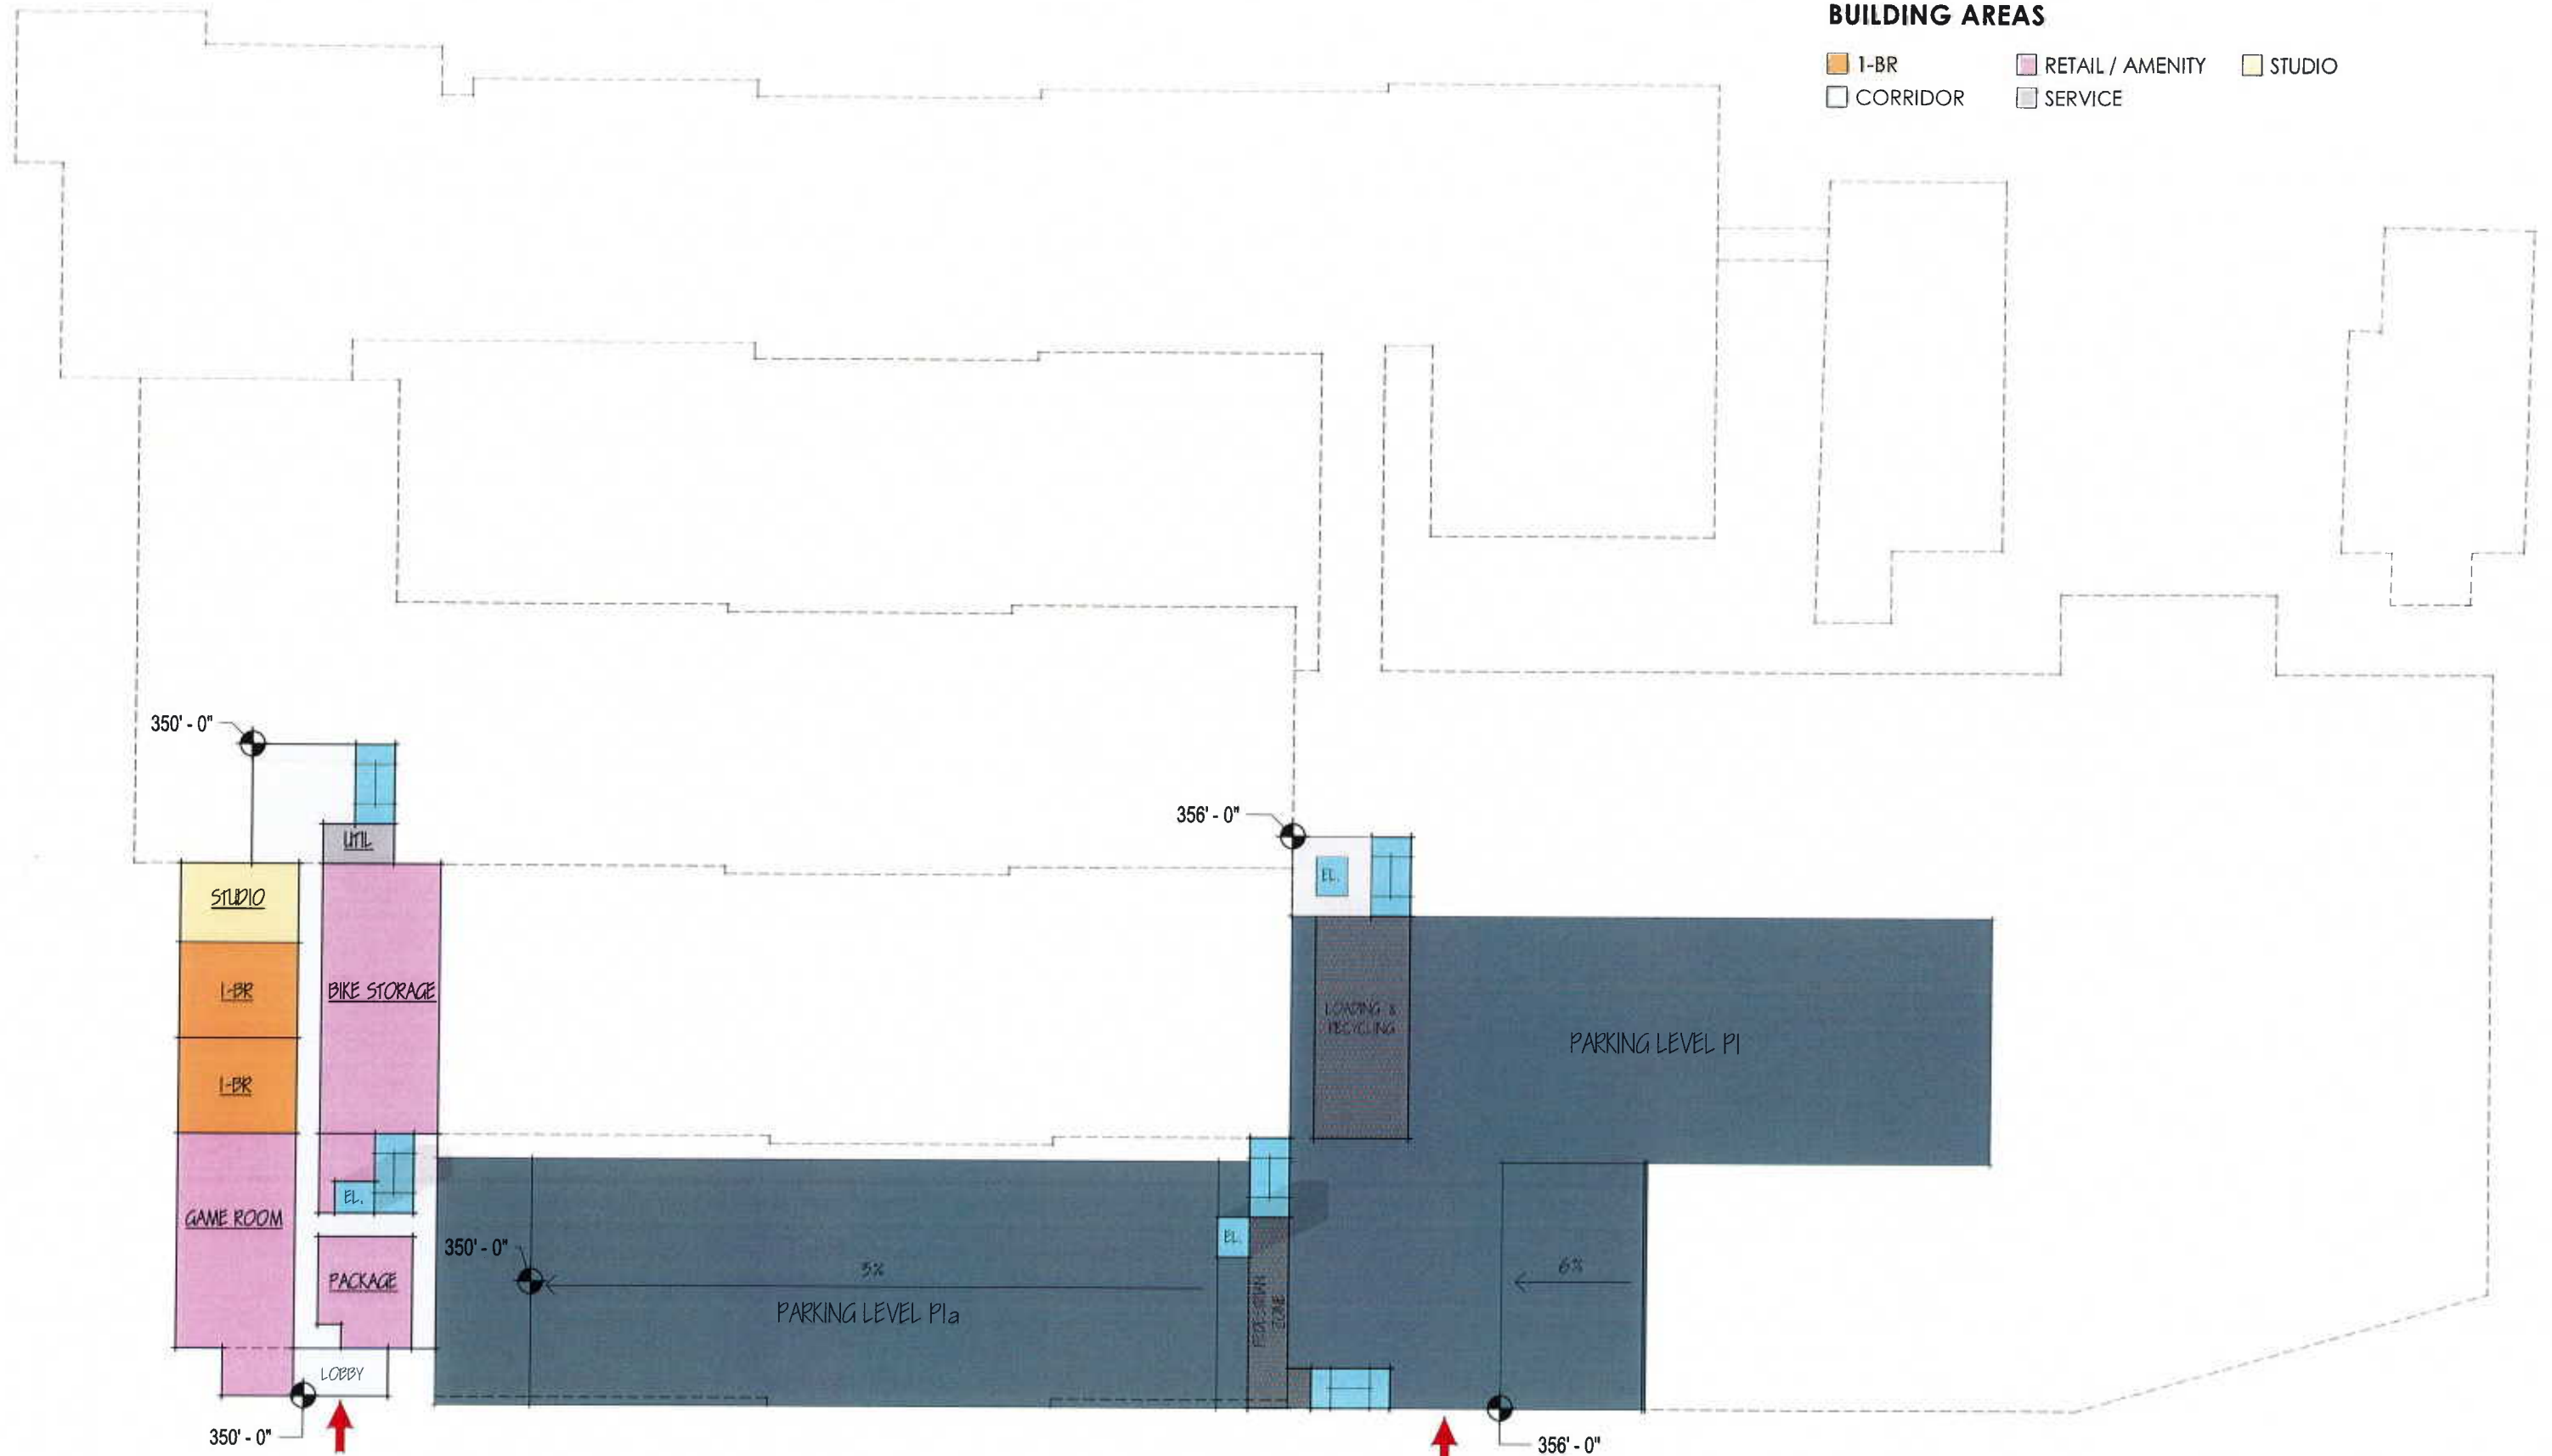 BUILDING AREAS
1-BR
RETAIL / AMENITY
STUDIO
CORRIDOR
SERVICE
350' - 0"
356' - 0"
UTIL
EL.
STUDIO
1-BR
BIKE STORAGE
LOADING &
RECYCLING
PARKING LEVEL P1
1-BR
EL.
GAME ROOM
EL.
350' - 0"
5%
6%
PACKAGE
PARKING LEVEL P1a
PEDESTRIAN
ZONE
LOBBY
350' - 0"
356' - 0"